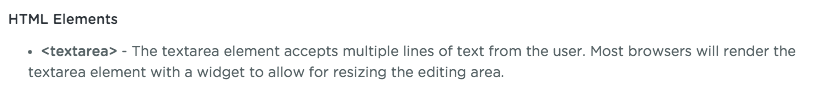 HTML Elements
• <textarea> - The textarea element accepts multiple lines of text from the user. Most browsers will render the
textarea element with a widget to allow for resizing the editing area.